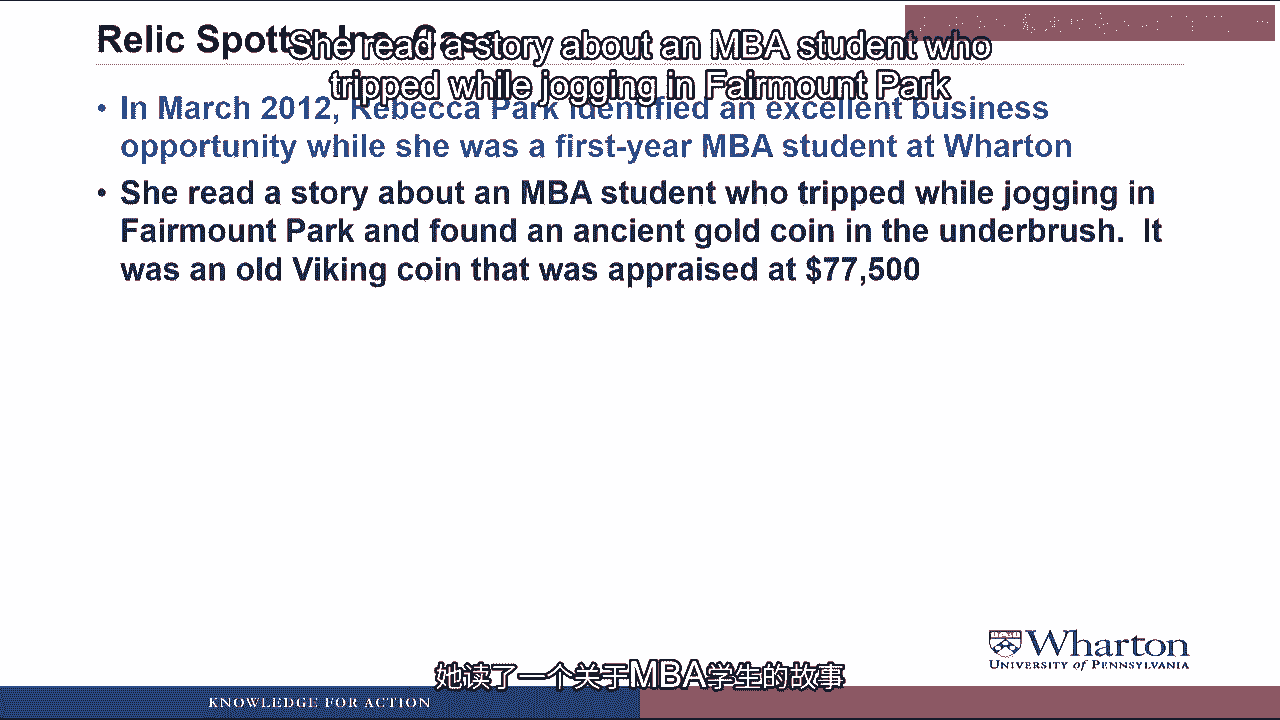 Relic Spotter Inc. Case
She read a story about an MBA student who
tripped while jogging in Fairmount Park
• In March 2012, Rebecca Park identified an excellent business
opportunity while she was a first-year MBA student at Wharton
• She read a story about an MBA student who tripped while jogging in
Fairmount Park and found an ancient gold coin in the underbrush. It
was an old Viking coin that was appraised at $77,500
Wharton
UNIVERSITY of PENNSYLVANIA
她读了一个关于MBA学生的故事
KNOWLEDGE FOR ACTION